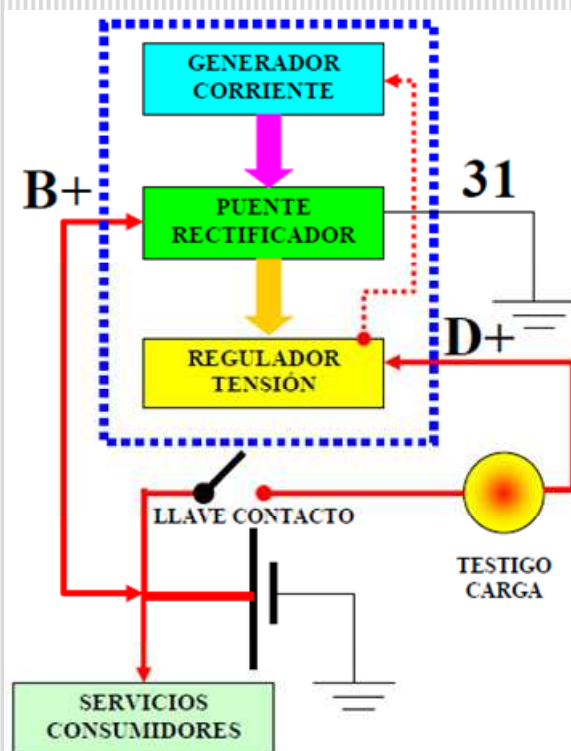 GENERADOR
CORRIENTE
B+
PUENTE
RECTIFICADOR
31
REGULADOR
TENSIÓN
D+
LLAVE CONTACTO
TESTIGO
CARGA
SERVICIOS
CONSUMIDORES